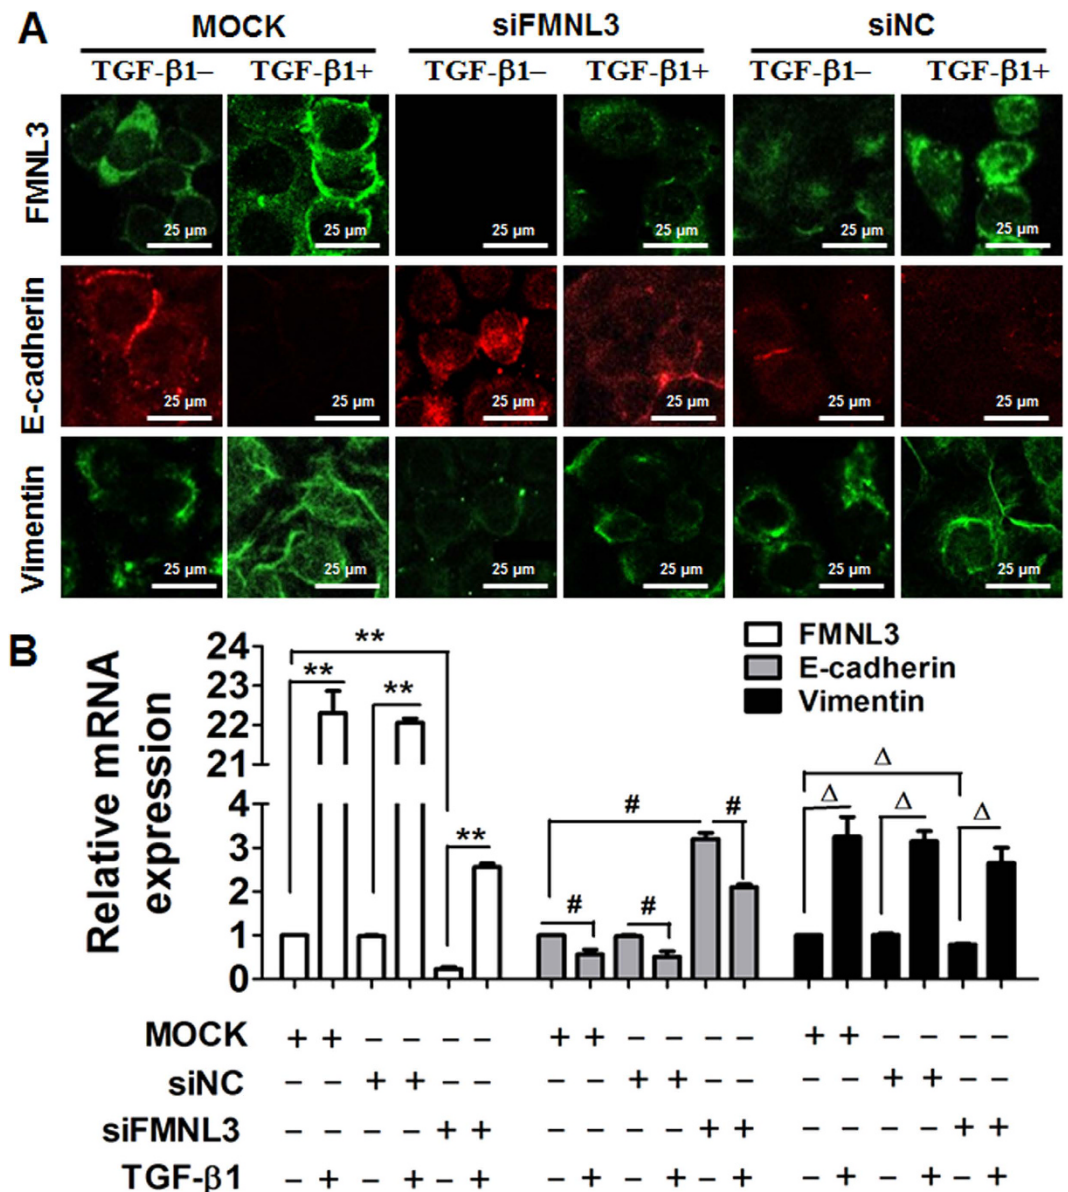 A
MOCK siFMNL3 siNC
TGF-β1– TGF-β1+ TGF-β1– TGF-β1+ TGF-β1– TGF-β1+
FMNL3
25 µm 25 µm 25 µm 25 µm 25 µm 25 µm
E-cadherin
25 µm 25 µm 25 µm 25 µm 25 µm 25 µm
Vimentin
25 µm 25 µm 25 µm 25 µm 25 µm 25 µm
B
Relative mRNA
expression
24
23
22
21
4
3
2
1
0
** ** ** **
# # # #
Δ Δ Δ Δ
FMNL3
E-cadherin
Vimentin
MOCK + + – – – – + + – – – – + + – – – –
siNC – – + + – – – – + + – – – – + + – –
siFMNL3 – – – – + + – – – – + + – – – – + +
TGF-β1 – + – + – + – + – + – + – + – + – +